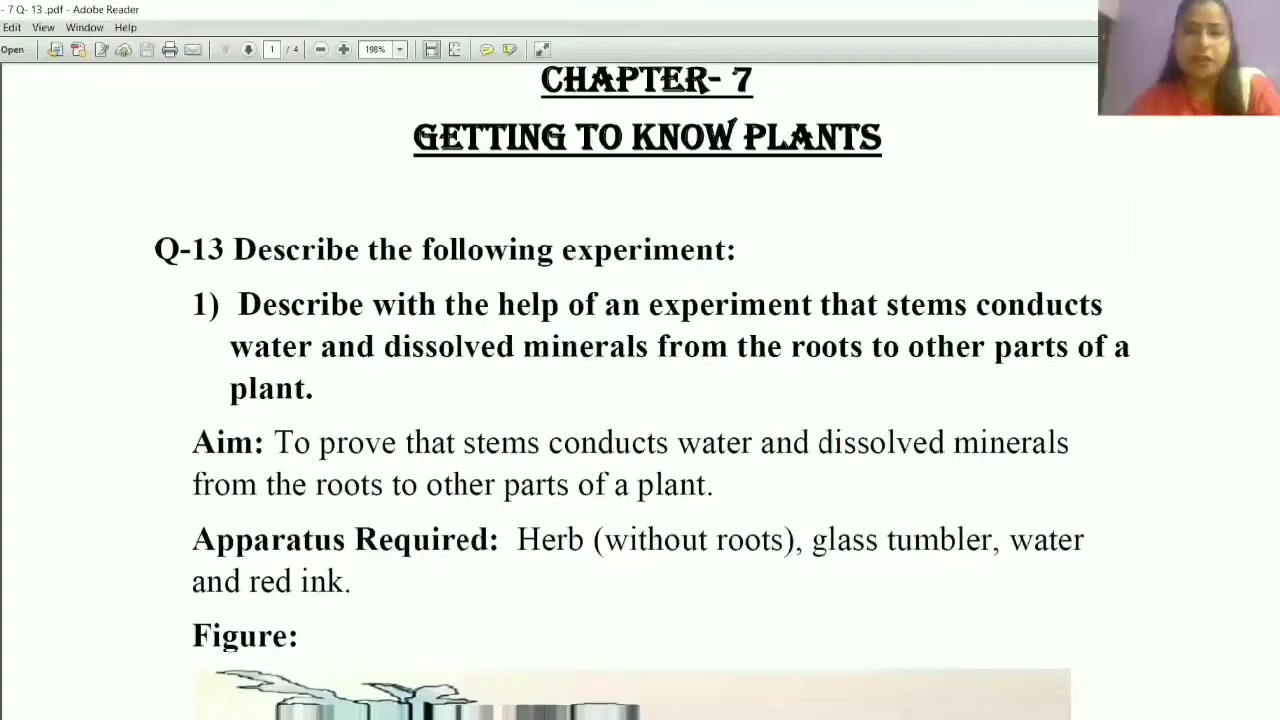 - 7 Q- 13 .pdf - Adobe Reader
Edit View Window Help
Open 1 / 4 198%
CHAPTER- 7
GETTING TO KNOW PLANTS
Q-13 Describe the following experiment:
1) Describe with the help of an experiment that stems conducts
water and dissolved minerals from the roots to other parts of a
plant.
Aim: To prove that stems conducts water and dissolved minerals
from the roots to other parts of a plant.
Apparatus Required: Herb (without roots), glass tumbler, water
and red ink.
Figure: